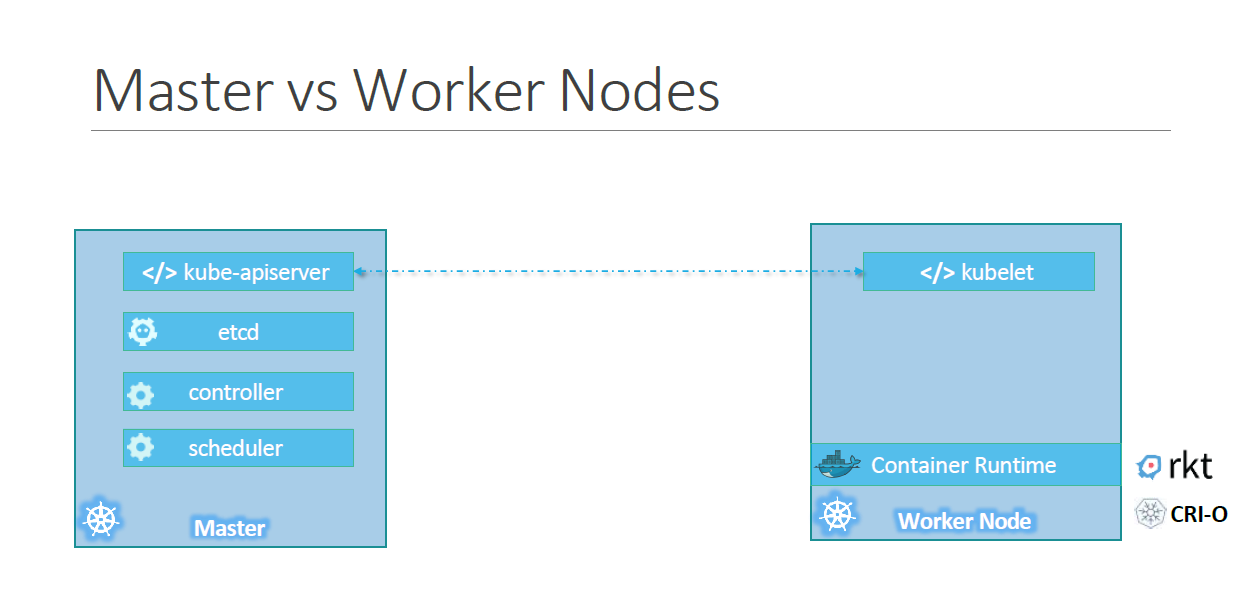 Master vs Worker Nodes
</> kube-apiserver
etcd
controller
scheduler
Master
</> kubelet
Container Runtime
Worker Node
rkt
CRI-O